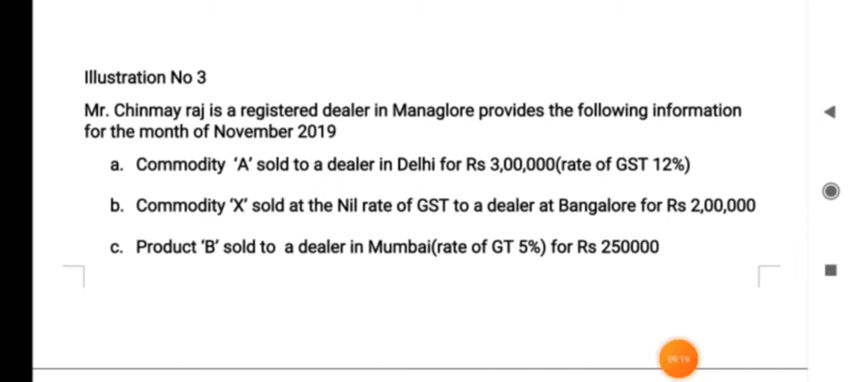 Illustration No 3
Mr. Chinmay raj is a registered dealer in Managlore provides the following information
for the month of November 2019
a. Commodity ‘A’ sold to a dealer in Delhi for Rs 3,00,000(rate of GST 12%)
b. Commodity ‘X’ sold at the Nil rate of GST to a dealer at Bangalore for Rs 2,00,000
c. Product ‘B’ sold to a dealer in Mumbai(rate of GT 5%) for Rs 250000
09:19